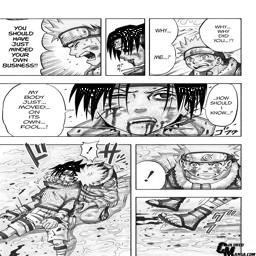 WHY...
WHY
DID
YOU...?!
WHY...
ME...?
YOU
SHOULD
HAVE
JUST
MINDED
YOUR
OWN
BUSINESS!!
...HOW
SHOULD
I
KNOW...?
MY
BODY
JUST...
MOVED...
ON
ITS
OWN...
FOOL...!
!